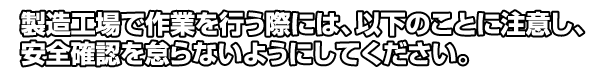 製造工場で作業を行う際には、以下のことに注意し、
安全確認を怠らないようにしてください。